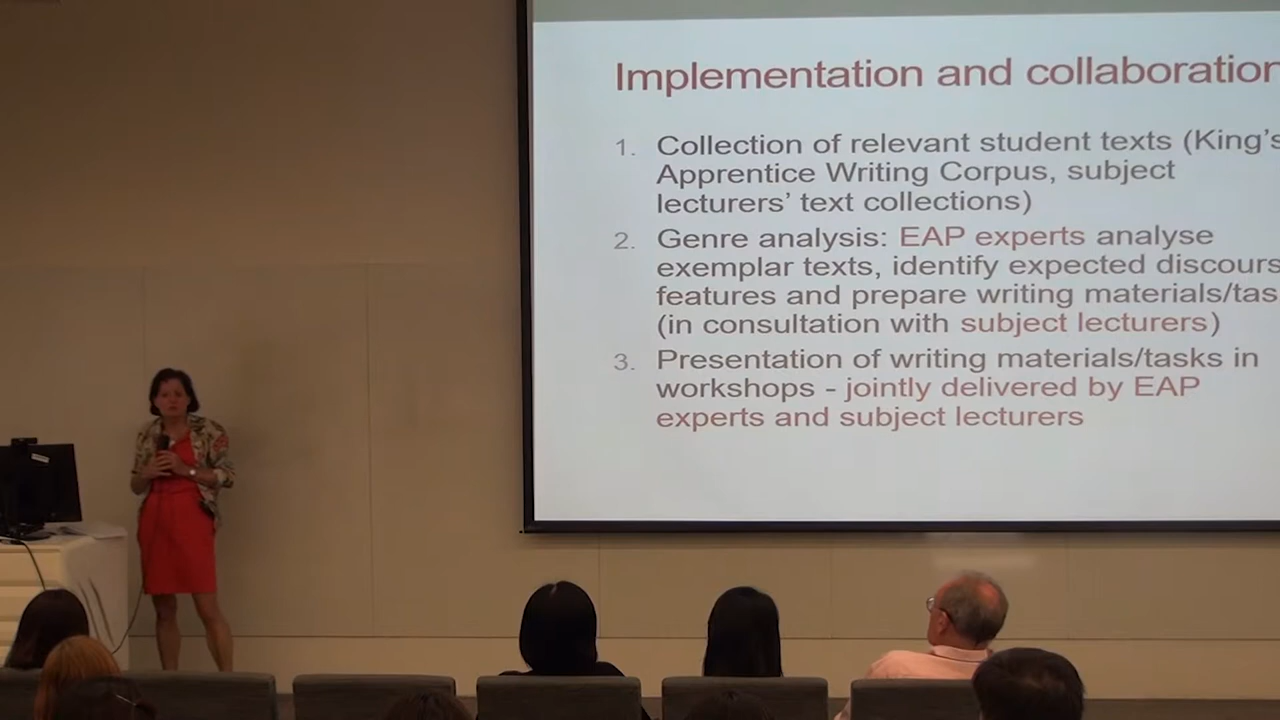 Implementation and collaboration
1. Collection of relevant student texts (King's
Apprentice Writing Corpus, subject
lecturers' text collections)
2. Genre analysis: EAP experts analyse
exemplar texts, identify expected discours
features and prepare writing materials/tas
(in consultation with subject lecturers)
3. Presentation of writing materials/tasks in
workshops - jointly delivered by EAP
experts and subject lecturers